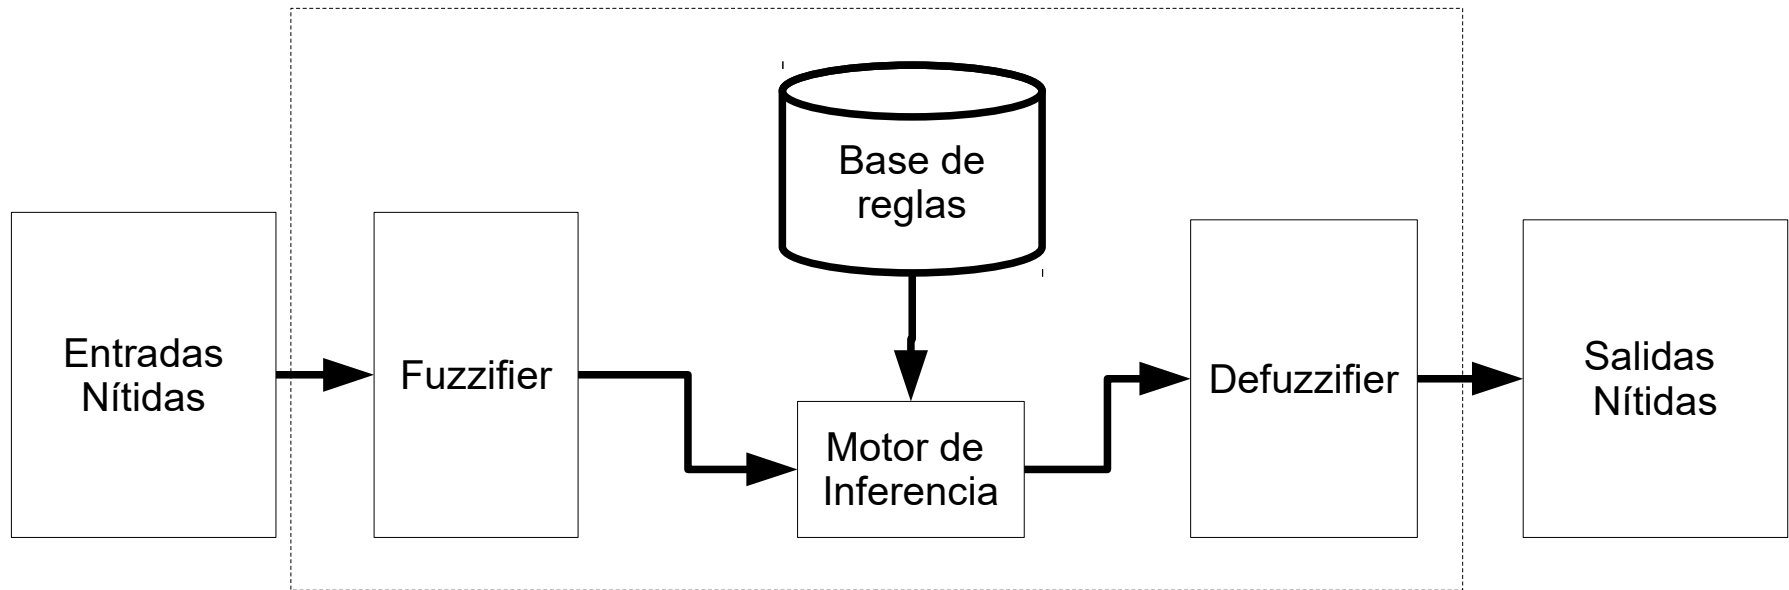 Base de
reglas
Entradas
Nítidas
Fuzzifier
Motor de
Inferencia
Defuzzifier
Salidas
Nítidas